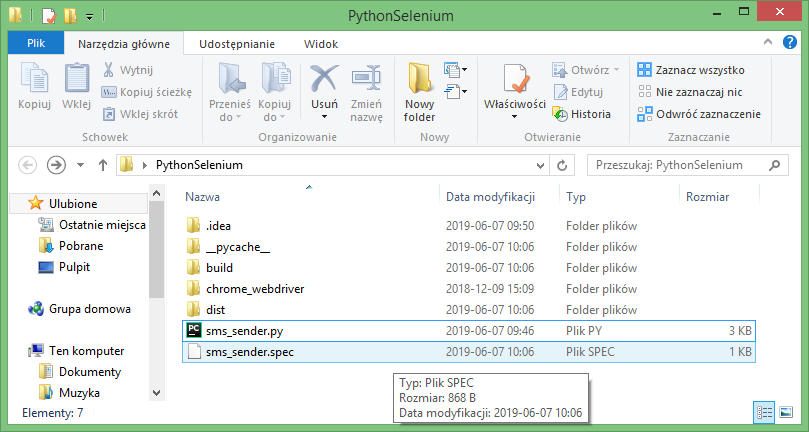 PythonSelenium
Plik Narzędzia główne Udostępnianie Widok
Kopiuj
Wklej
Wytnij
Kopiuj ścieżkę
Wklej skrót
Schowek
Przenieś do
Kopiuj do
Usuń
Zmień nazwę
Organizowanie
Nowy folder
Nowy
Właściwości
Otwórz
Edytuj
Historia
Otwieranie
Zaznacz wszystko
Nie zaznaczaj nic
Odwróć zaznaczenie
Zaznaczanie
PythonSelenium
Przeszukaj: PythonSelenium
Ulubione
Ostatnie miejsca
Pobrane
Pulpit
Grupa domowa
Ten komputer
Dokumenty
Muzyka
Nazwa Data modyfikacji Typ Rozmiar
.idea 2019-06-07 09:50 Folder plików
__pycache__ 2019-06-07 10:06 Folder plików
build 2019-06-07 10:06 Folder plików
chrome_webdriver 2018-12-09 15:09 Folder plików
dist 2019-06-07 10:06 Folder plików
PC sms_sender.py 2019-06-07 09:46 Plik PY 3 KB
sms_sender.spec 2019-06-07 10:06 Plik SPEC 1 KB
Typ: Plik SPEC
Rozmiar: 868 B
Data modyfikacji: 2019-06-07 10:06
Elementy: 7